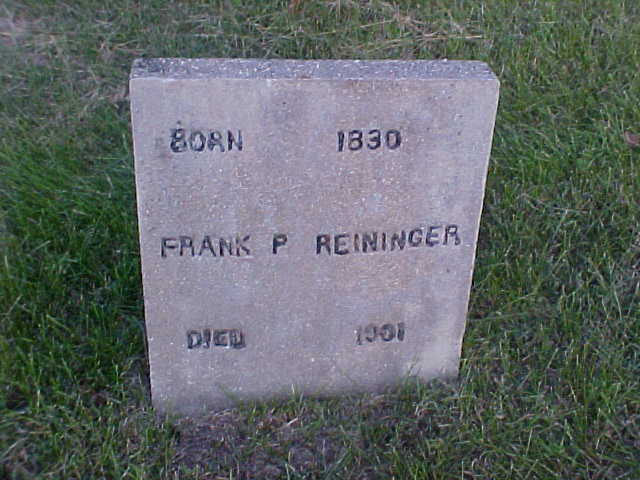 BORN 1830
FRANK P REININGER
DIED 1901